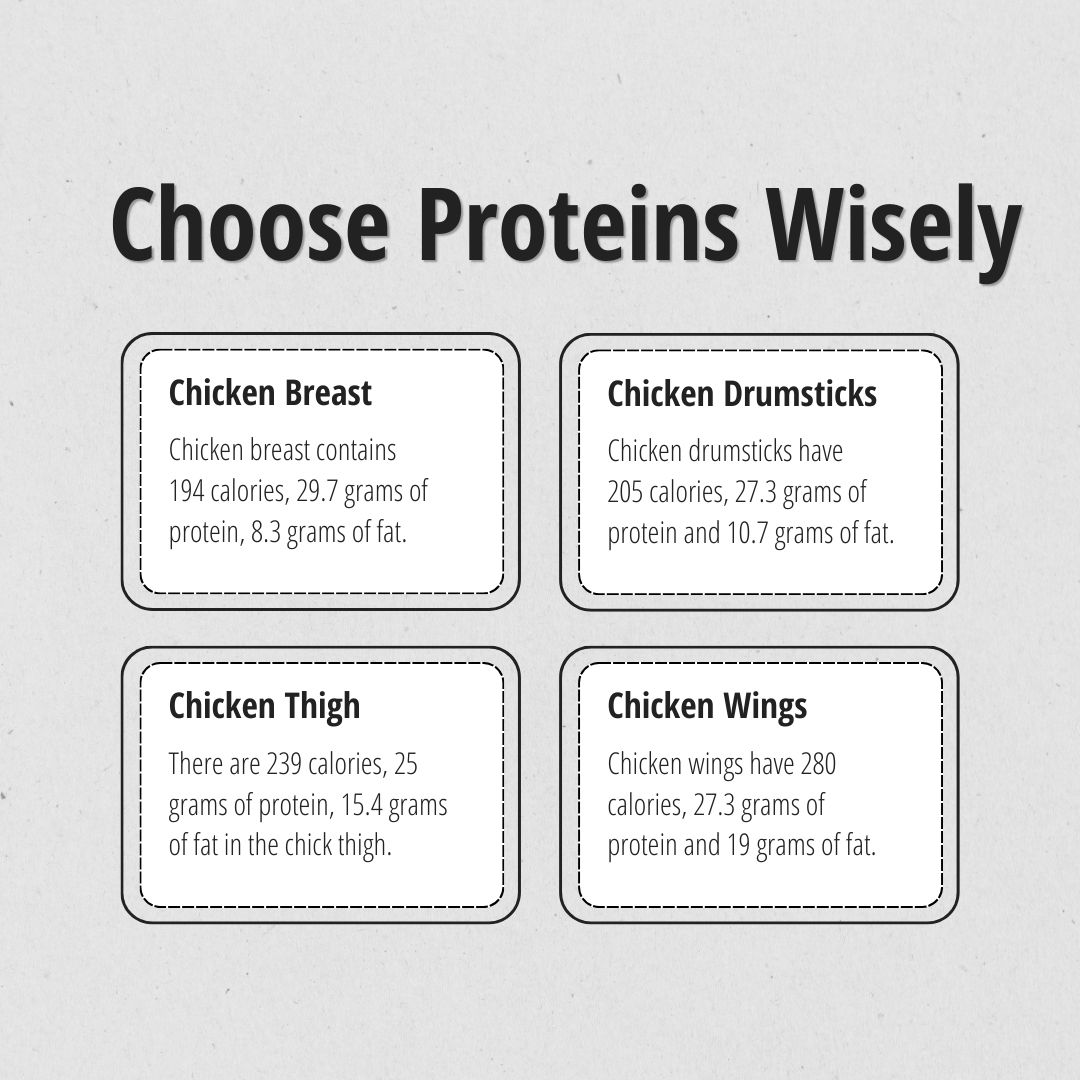 Choose Proteins Wisely
Chicken Breast
Chicken breast contains
194 calories, 29.7 grams of
protein, 8.3 grams of fat.
Chicken Drumsticks
Chicken drumsticks have
205 calories, 27.3 grams of
protein and 10.7 grams of fat.
Chicken Thigh
There are 239 calories, 25
grams of protein, 15.4 grams
of fat in the chick thigh.
Chicken Wings
Chicken wings have 280
calories, 27.3 grams of
protein and 19 grams of fat.